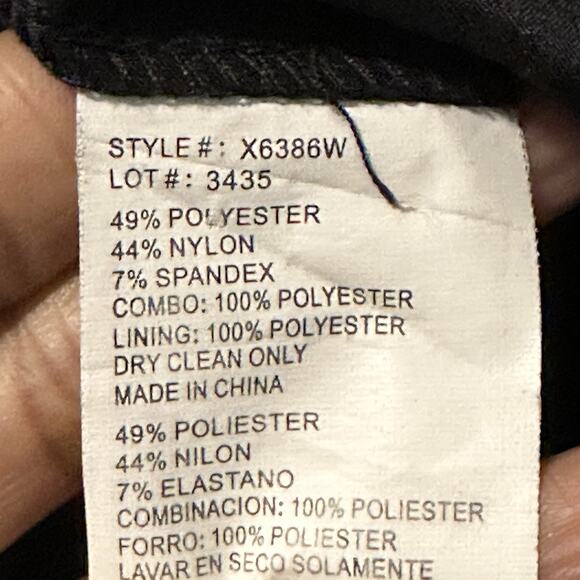 STYLE #: X6386W
LOT #: 3435
49% POLYESTER
44% NYLON
7% SPANDEX
COMBO: 100% POLYESTER
LINING: 100% POLYESTER
DRY CLEAN ONLY
MADE IN CHINA
49% POLIESTER
44% NILON
7% ELASTANO
COMBINACION: 100% POLIESTER
FORRO: 100% POLIESTER
LAVAR EN SECO SOLAMENTE